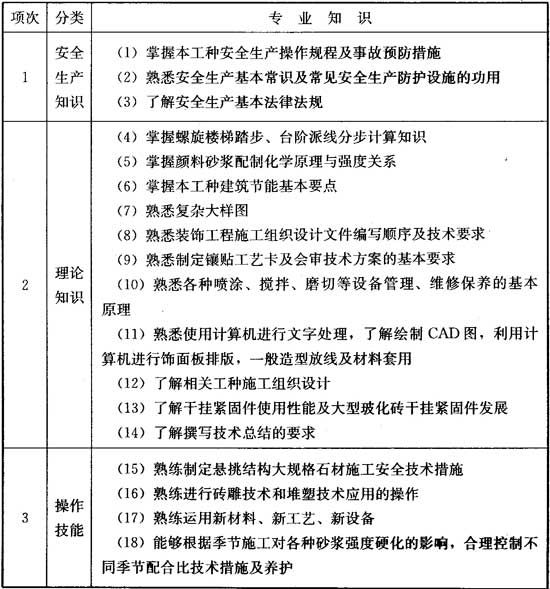 项次 分类 专业知识
1
安全
生产
知识
(1)掌握本工种安全生产操作规程及事故预防措施
(2)熟悉安全生产基本常识及常见安全生产防护设施的功用
(3)了解安全生产基本法律法规
2
理论
知识
(4)掌握螺旋楼梯踏步、台阶派线分步计算知识
(5)掌握颜料砂浆配制化学原理与强度关系
(6)掌握本工种建筑节能基本要点
(7)熟悉复杂大样图
(8)熟悉装饰工程施工组织设计文件编写顺序及技术要求
(9)熟悉制定镶贴工艺卡及会审技术方案的基本要求
(10)熟悉各种喷涂、搅拌、磨切等设备管理、维修保养的基本
原理
(11)熟悉使用计算机进行文字处理，了解绘制CAD图，利用计
算机进行饰面板排版，一般造型放线及材料套用
(12)了解相关工种施工组织设计
(13)了解干挂紧固件使用性能及大型玻化砖干挂紧固件发展
(14)了解撰写技术总结的要求
3
操作
技能
(15)熟练制定悬挑结构大规格石材施工安全技术措施
(16)熟练进行砖雕技术和堆塑技术应用的操作
(17)熟练运用新材料、新工艺、新设备
(18)能够根据季节施工对各种砂浆强度硬化的影响，合理控制不
同季节配合比技术措施及养护